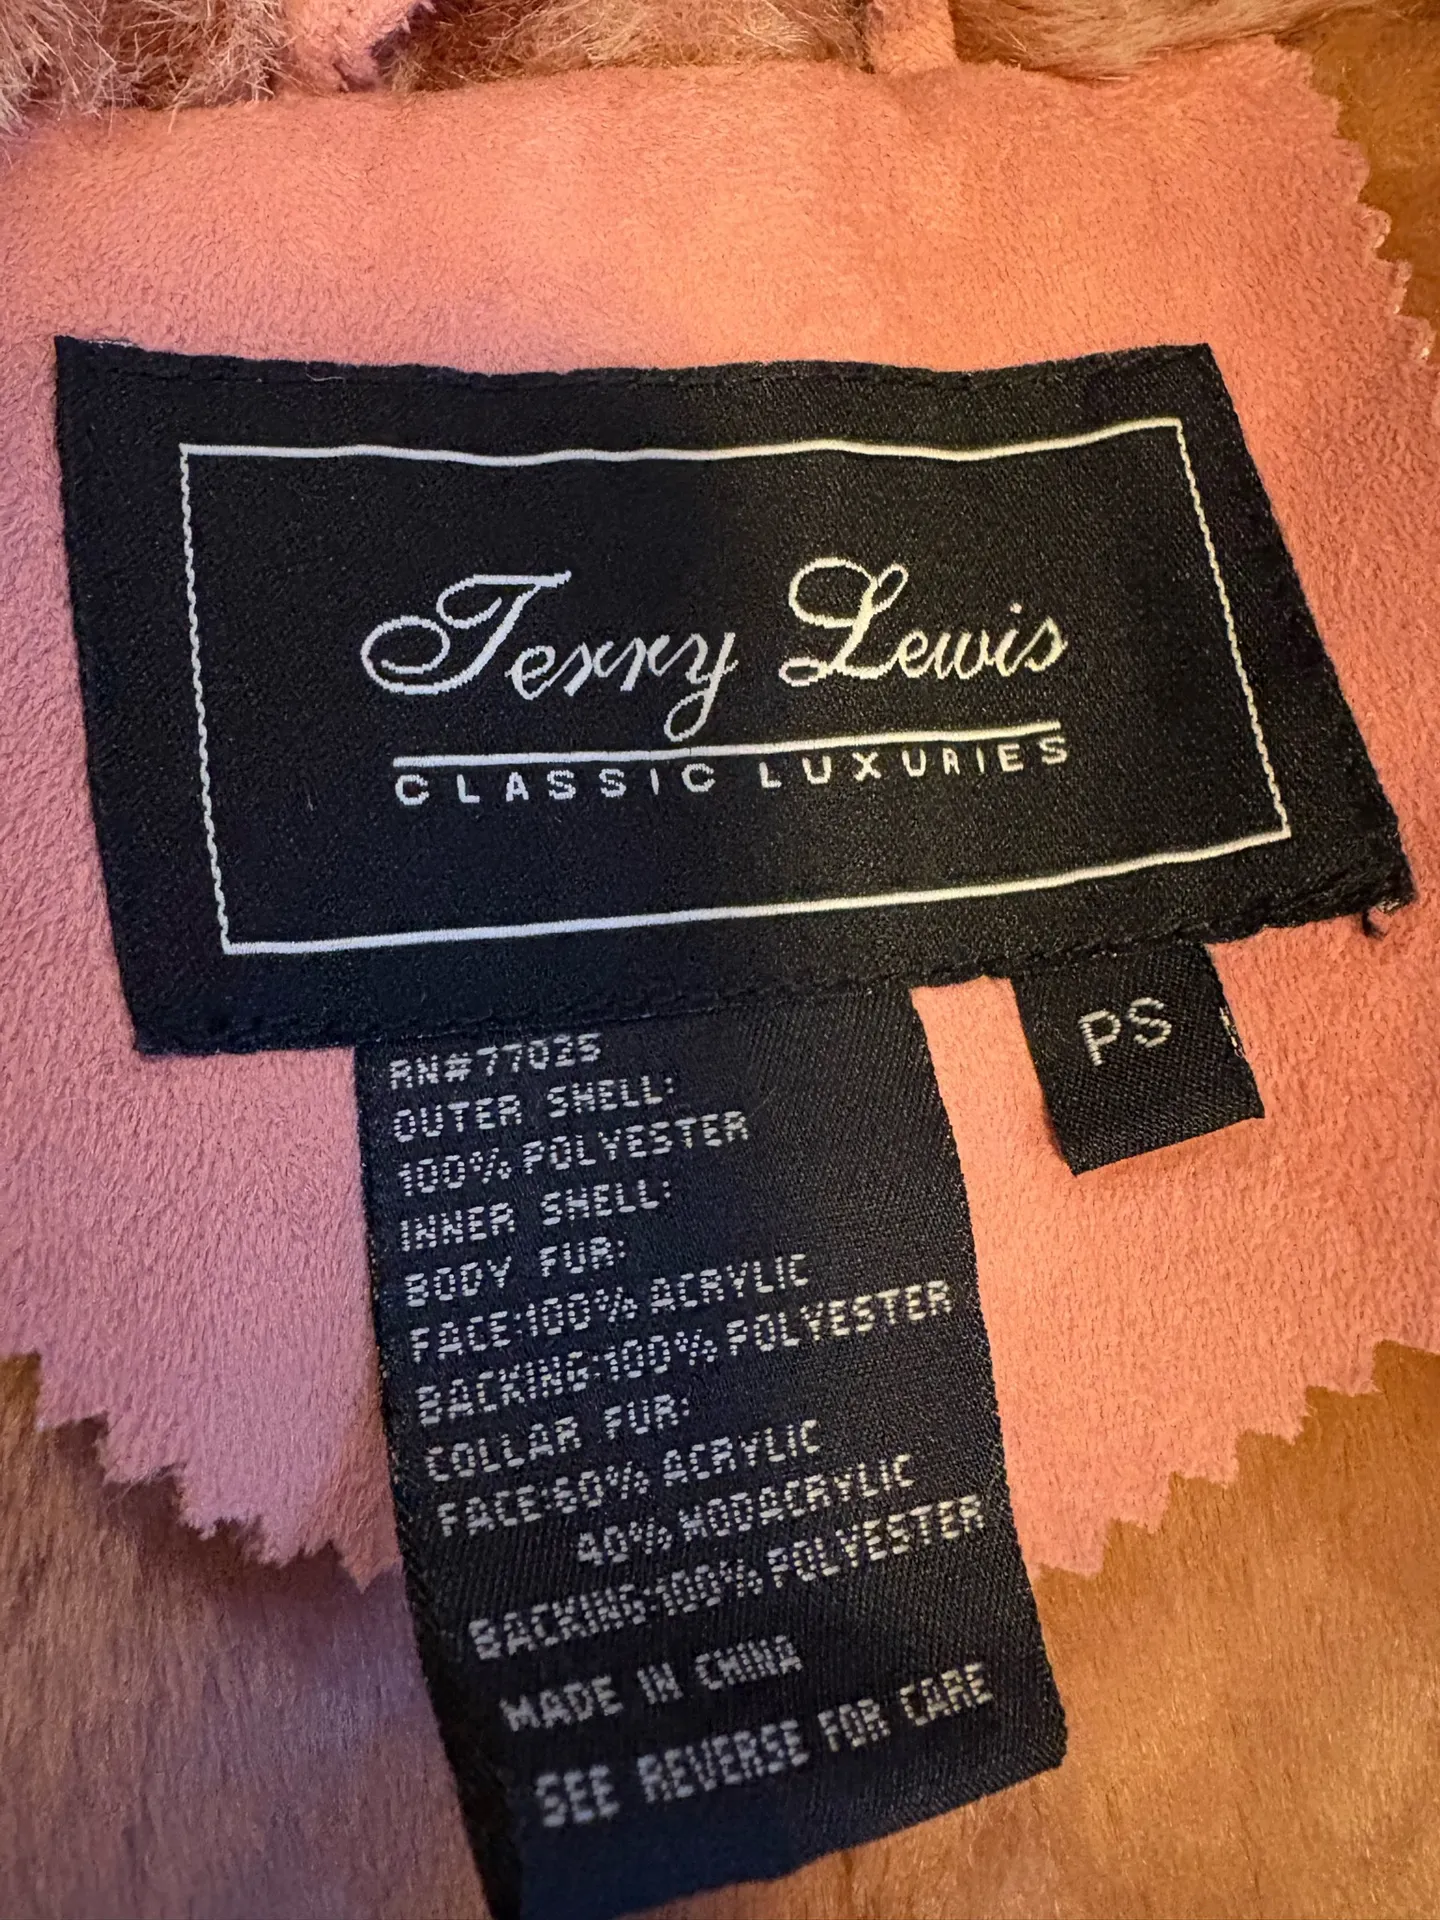 Terry Lewis
CLASSIC LUXURIES
PS
RN#77025
OUTER SHELL:
100% POLYESTER
INNER SHELL:
BODY FUR:
FACE:100% ACRYLIC
BACKING:100% POLYESTER
COLLAR FUR:
FACE:60% ACRYLIC
40% MODACRYLIC
BACKING:100% POLYESTER
MADE IN CHINA
SEE REVERSE FOR CARE